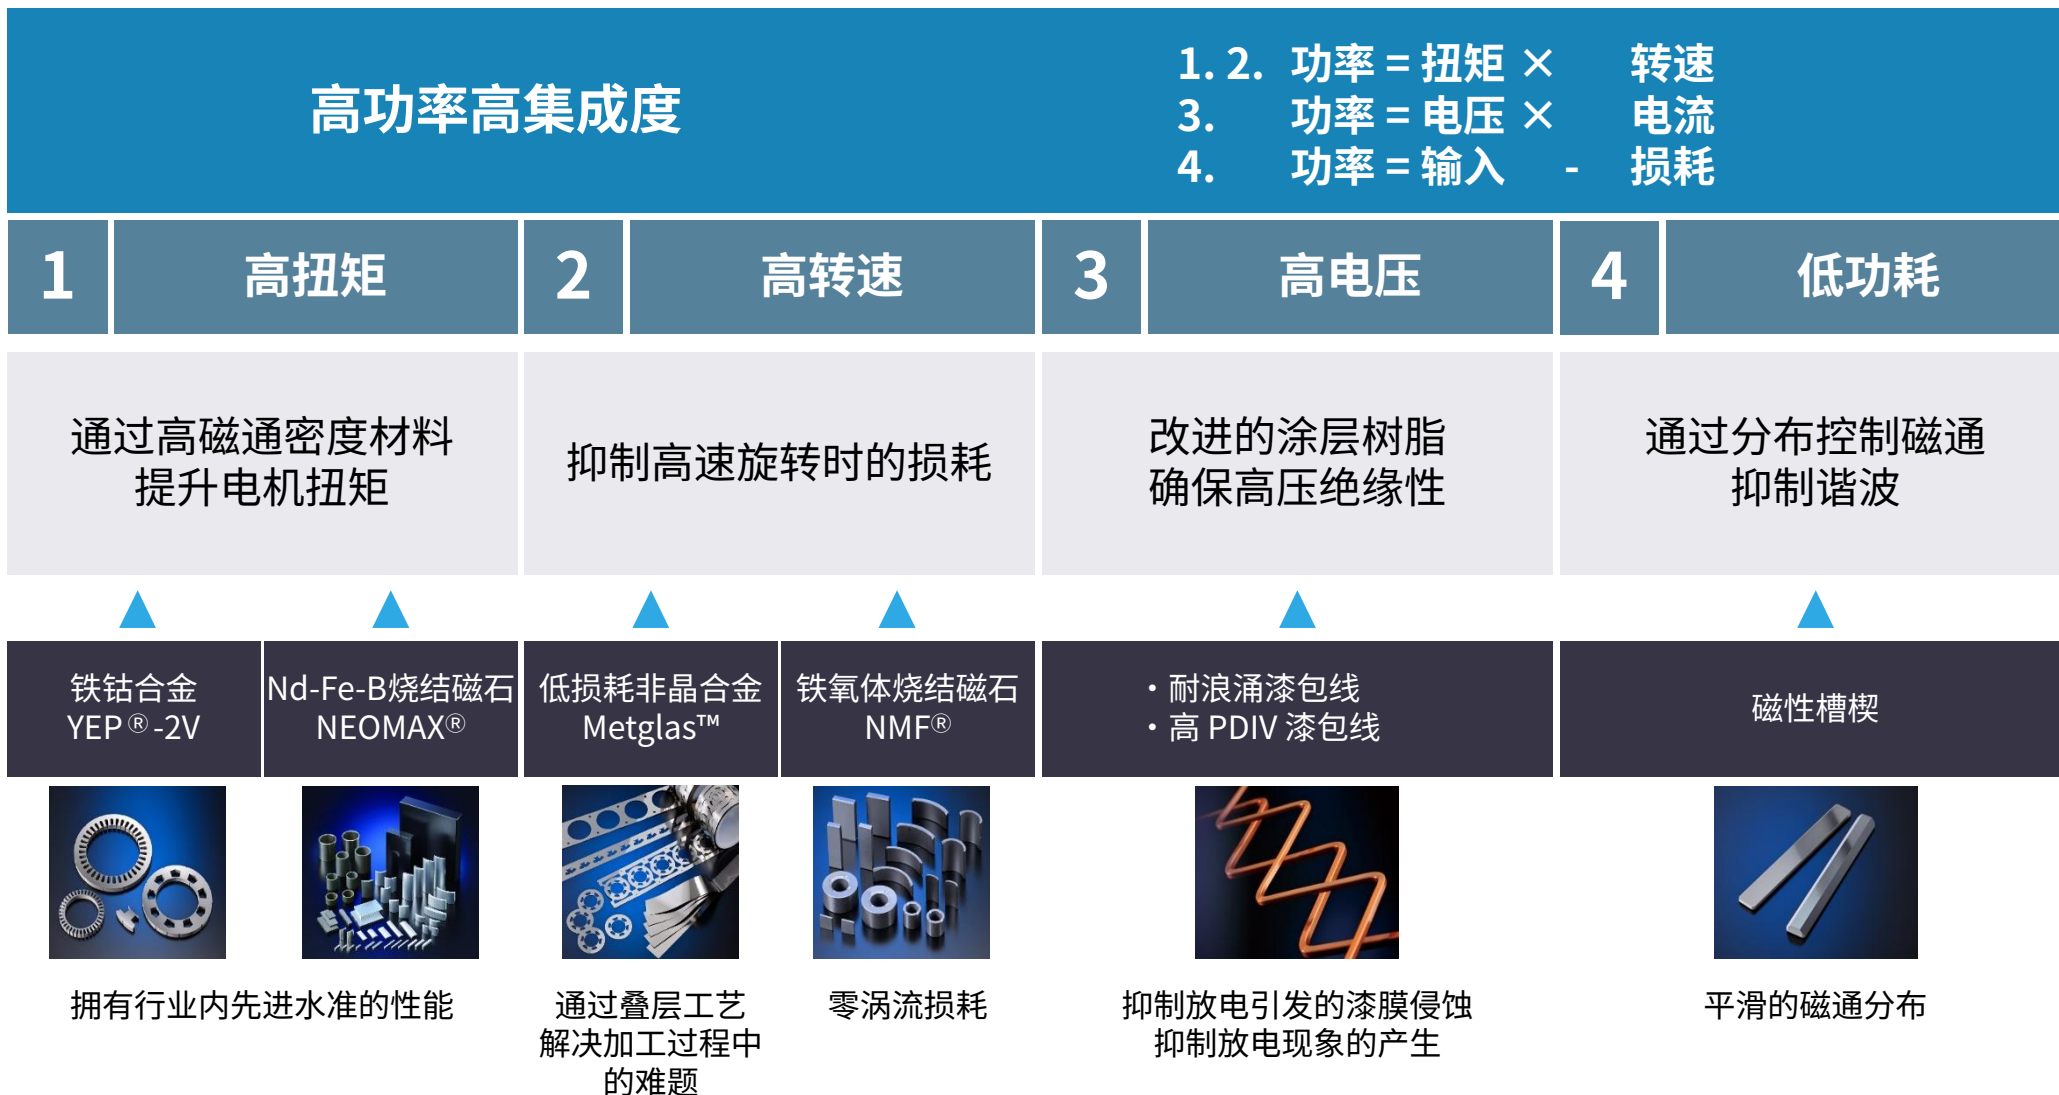 高功率高集成度
1. 2. 功率 = 扭矩 × 转速
3. 功率 = 电压 × 电流
4. 功率 = 输入 - 损耗
1 高扭矩
2 高转速
3 高电压
4 低功耗
通过高磁通密度材料
提升电机扭矩
抑制高速旋转时的损耗
改进的涂层树脂
确保高压绝缘性
通过分布控制磁通
抑制谐波
铁钴合金
YEP®-2V
Nd-Fe-B烧结磁石
NEOMAX®
低损耗非晶合金
Metglas™
铁氧体烧结磁石
NMF®
・耐浪涌漆包线
・高 PDIV 漆包线
磁性槽楔
拥有行业内先进水准的性能
通过叠层工艺
解决加工过程中
的难题
零涡流损耗
抑制放电引发的漆膜侵蚀
抑制放电现象的产生
平滑的磁通分布